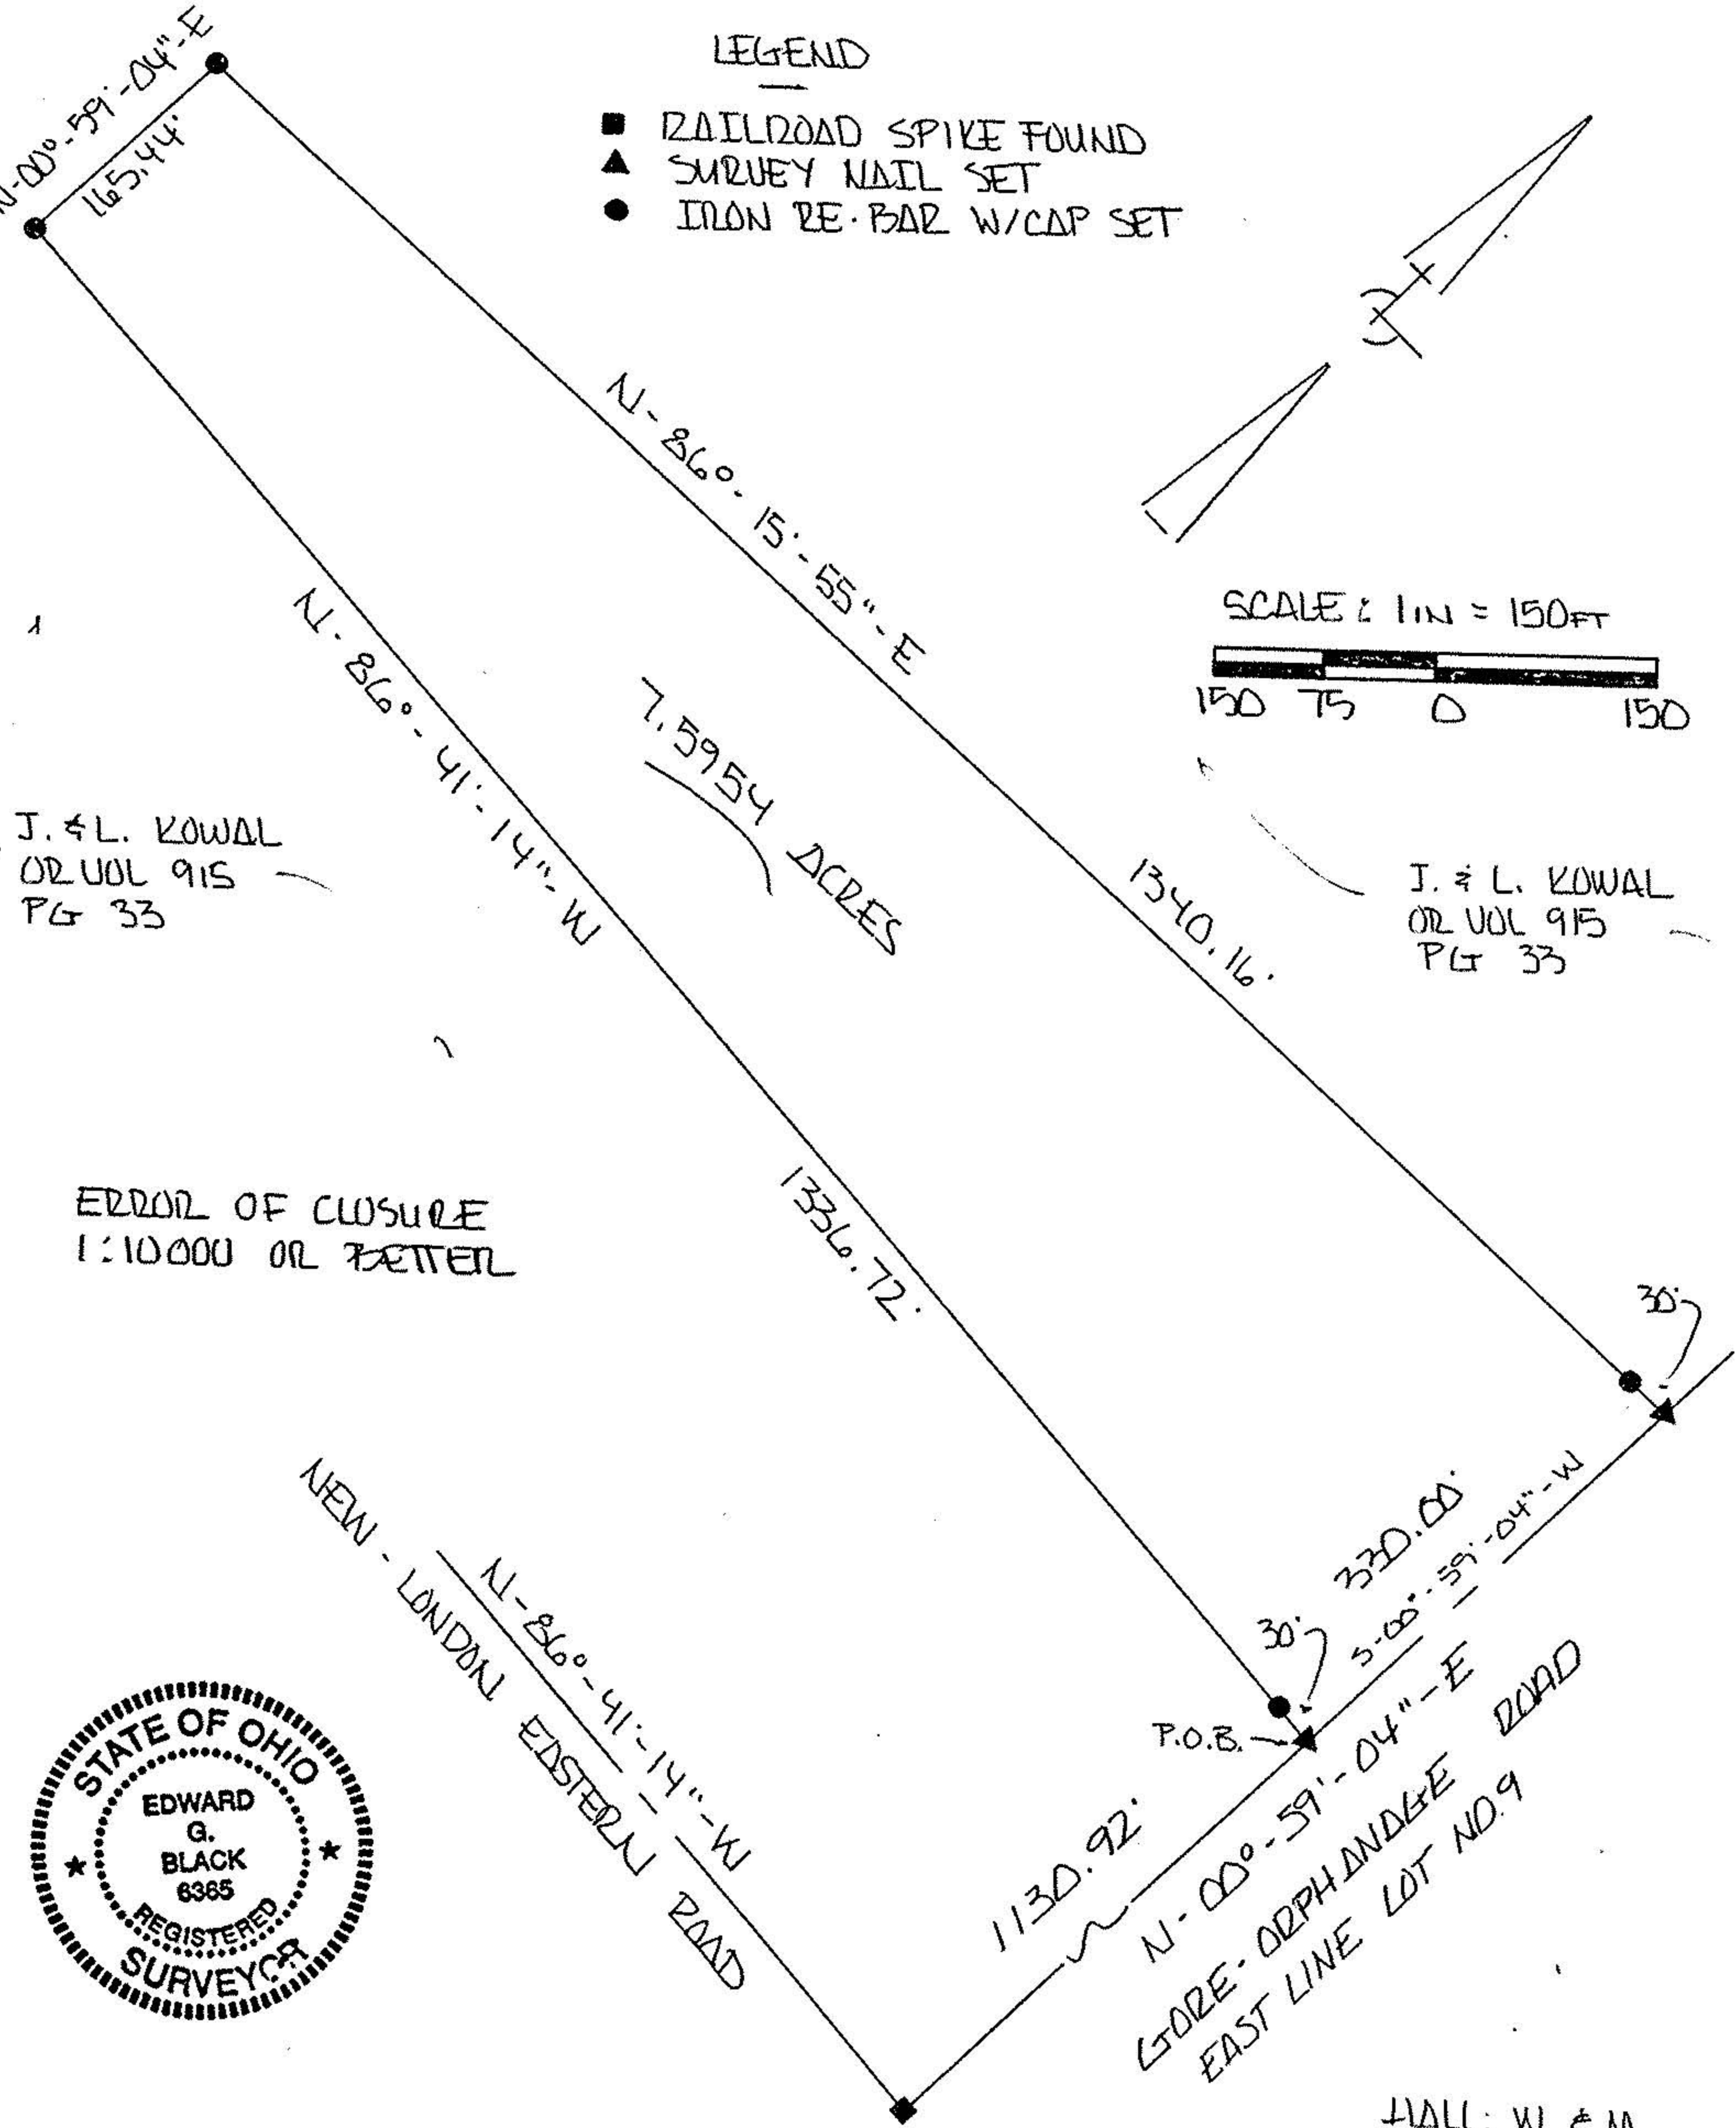 N-00°-59'-04"-E
165.44'
LEGEND
RAILROAD SPIKE FOUND
SURVEY NAIL SET
IRON RE-BAR W/CAP SET
N-86°-15'-55"-E
1340.16'
SCALE: 1IN = 150FT
150 75 0 150
N-86°-41'-14"-W
1336.72'
7.5954 ACRES
J. & L. KOWAL
OR VOL 915
PG 33
J. & L. KOWAL
OR VOL 915
PG 33
ERROR OF CLOSURE
1:10000 OR BETTER
30'
330.00'
S-00°-59'-04"-W
30'
P.O.B.
N-86°-41'-14"-W
NEW-LONDON EASTERN ROAD
1130.92'
N-00°-59'-04"-E
GORE-ORPHANAGE ROAD
EAST LINE LOT NO.9
STATE OF OHIO
EDWARD
G.
BLACK
6365
REGISTERED
SURVEYOR